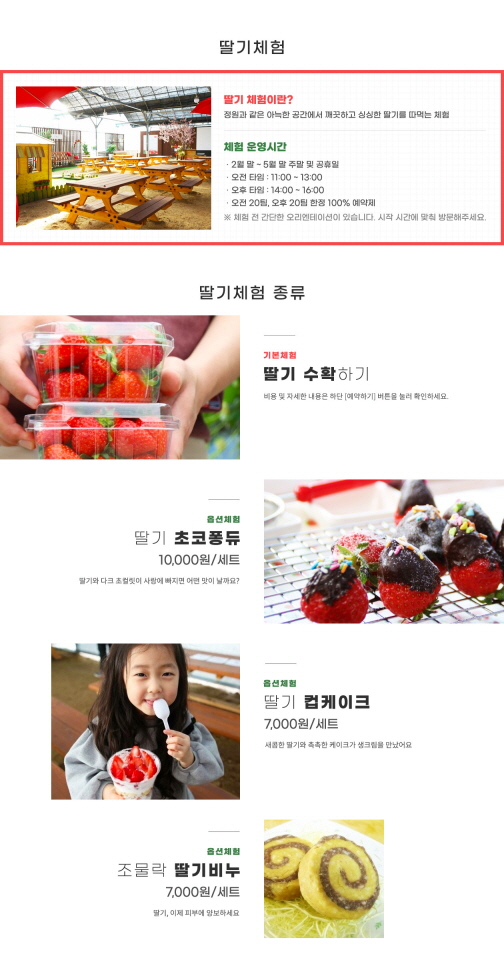 딸기체험
딸기 체험이란?
정원과 같은 아늑한 공간에서 깨끗하고 싱싱한 딸기를 따먹는 체험
체험 운영시간
· 2월 말 ~ 5월 말 주말 및 공휴일
· 오전 타임 : 11:00 ~ 13:00
· 오후 타임 : 14:00 ~ 16:00
· 오전 20팀, 오후 20팀 한정 100% 예약제
※ 체험 전 간단한 오리엔테이션이 있습니다. 시작 시간에 맞춰 방문해주세요.
딸기체험 종류
기본체험
딸기 수확하기
비용 및 자세한 내용은 하단 [예약하기] 버튼을 눌러 확인하세요.
옵션체험
딸기 초코퐁듀
10,000원/세트
딸기와 다크 초컬릿이 사랑에 빠지면 어떤 맛이 날까요?
옵션체험
딸기 컵케이크
7,000원/세트
새콤한 딸기와 촉촉한 케이크가 생크림을 만났어요
옵션체험
조물락 딸기비누
7,000원/세트
딸기, 이제 피부에 양보하세요